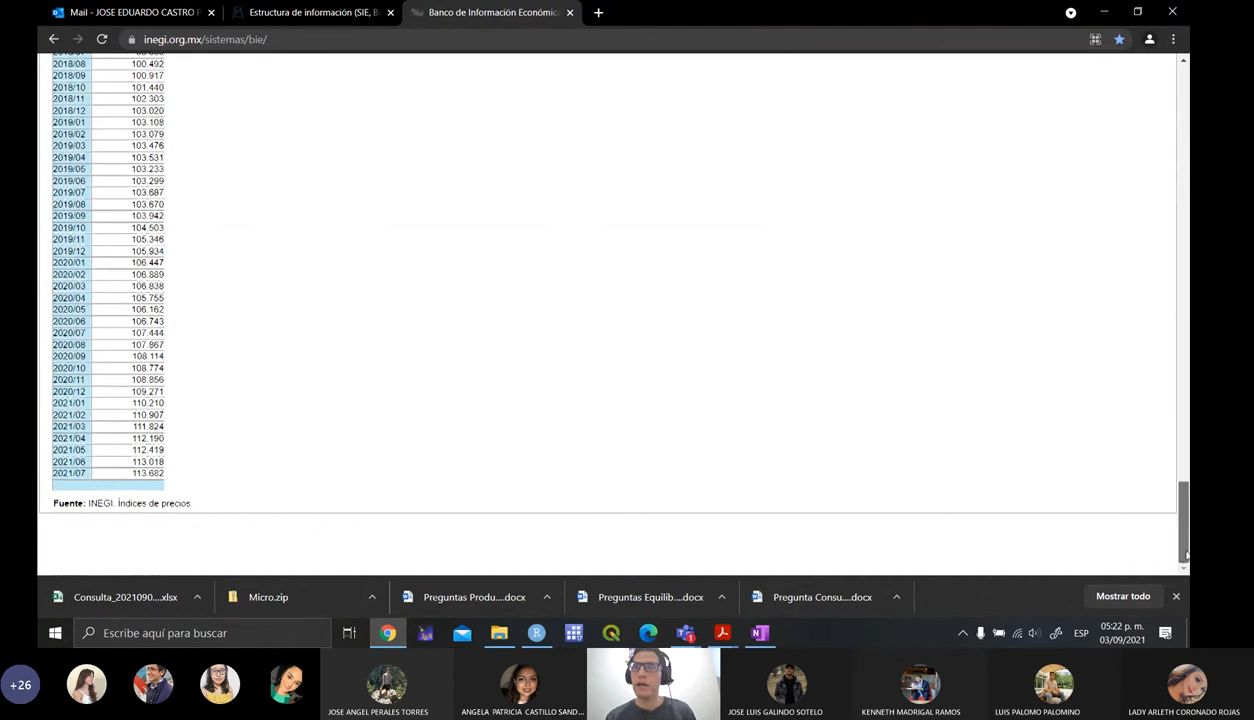 Mail - JOSE EDUARDO CASTRO P
Estructura de información (SIE, Ba
Banco de Información Económica
inegi.org.mx/sistemas/bie/
2018/08 100.492
2018/09 100.917
2018/10 101.440
2018/11 102.303
2018/12 103.020
2019/01 103.108
2019/02 103.079
2019/03 103.476
2019/04 103.531
2019/05 103.233
2019/06 103.299
2019/07 103.687
2019/08 103.670
2019/09 103.942
2019/10 104.503
2019/11 105.346
2019/12 105.934
2020/01 106.447
2020/02 106.889
2020/03 106.838
2020/04 105.755
2020/05 106.162
2020/06 106.743
2020/07 107.444
2020/08 107.867
2020/09 108.114
2020/10 108.774
2020/11 108.856
2020/12 109.271
2021/01 110.210
2021/02 110.907
2021/03 111.824
2021/04 112.190
2021/05 112.419
2021/06 113.018
2021/07 113.682
Fuente: INEGI. Índices de precios.
Consulta_2021090....xlsx
Micro.zip
Preguntas Produ....docx
Preguntas Equilib....docx
Pregunta Consu....docx
Mostrar todo
Escribe aquí para buscar
ESP
05:22 p. m.
03/09/2021
+26
JOSE ANGEL PERALES TORRES
ANGELA PATRICIA CASTILLO SAND...
JOSE LUIS GALINDO SOTELO
KENNETH MADRIGAL RAMOS
LUIS PALOMO PALOMINO
LADY ARLETH CORONADO ROJAS